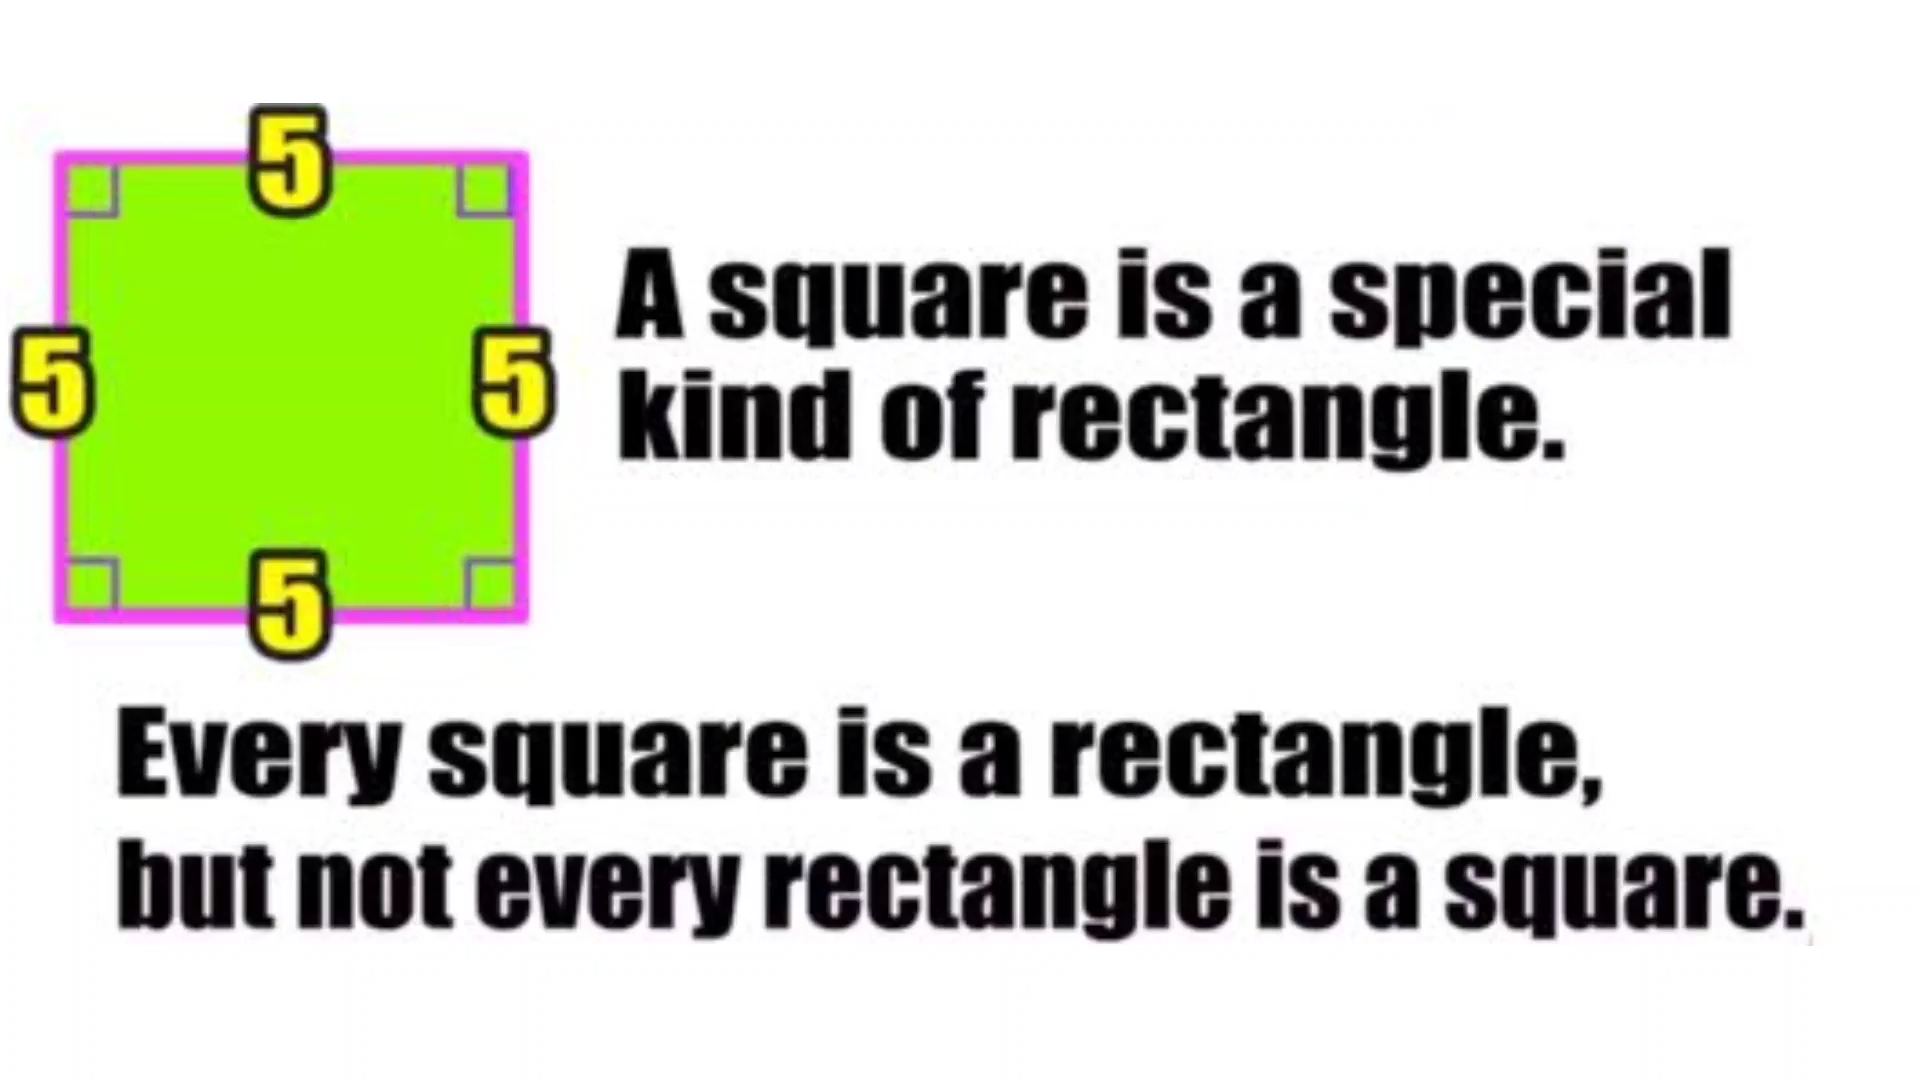 5
5
5
5
A square is a special
kind of rectangle.
Every square is a rectangle,
but not every rectangle is a square.